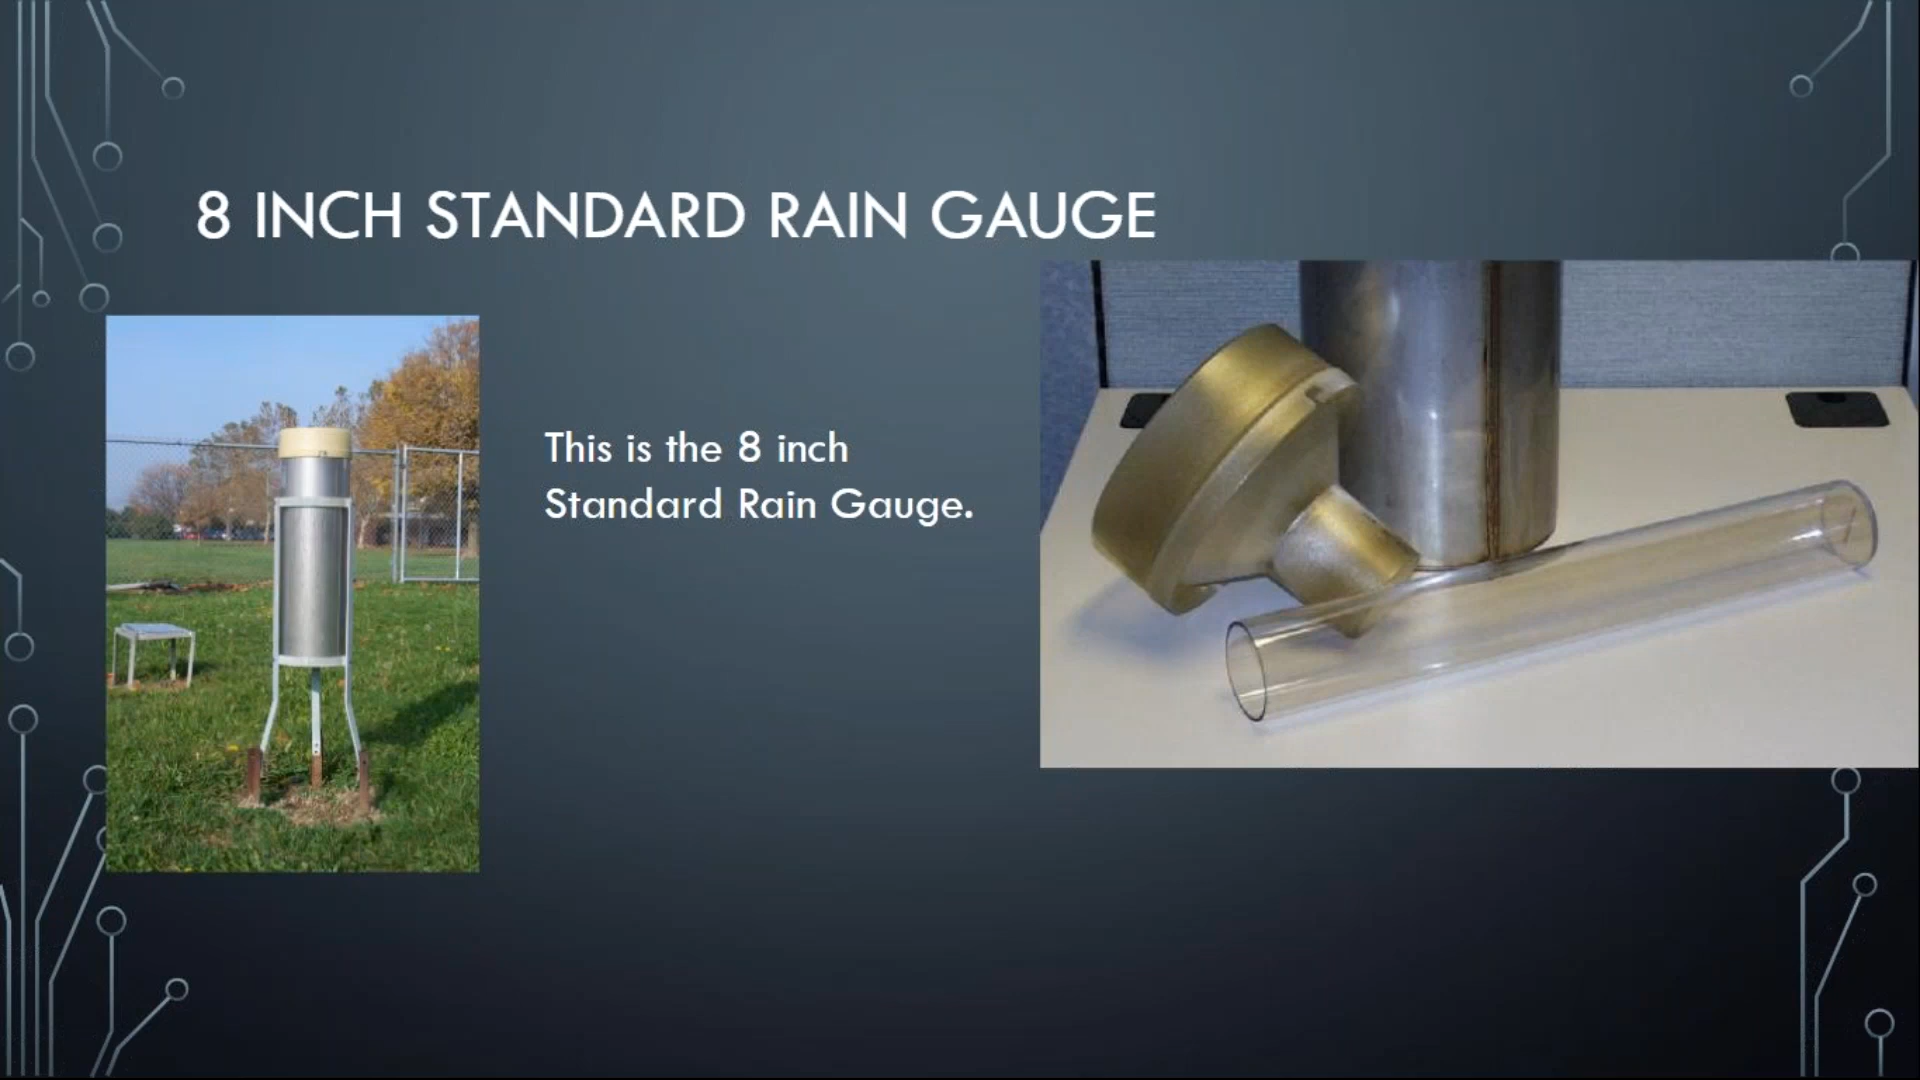 8 INCH STANDARD RAIN GAUGE
This is the 8 inch
Standard Rain Gauge.